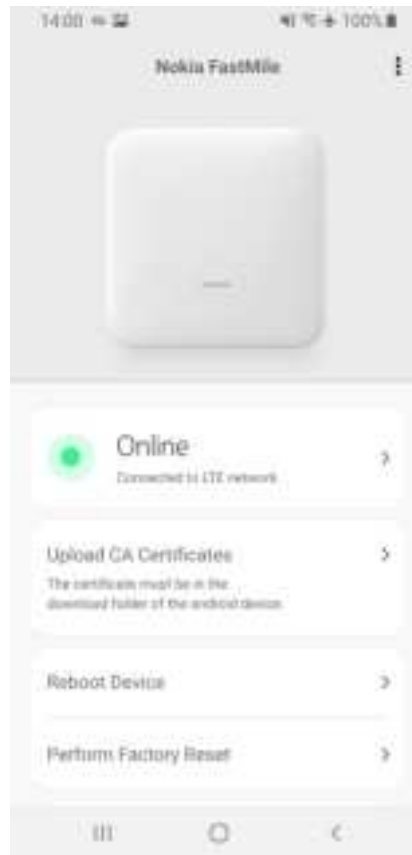 14:00
100%
Nokia FastMile
Online
Connected to LTE network
Upload CA Certificates
The certificate must be in the
download folder of the android device
Reboot Device
Perform Factory Reset